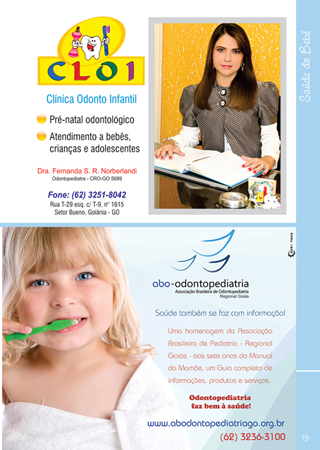 CLOI
Clínica Odonto Infantil
Pré-natal odontológico
Atendimento a bebês,
crianças e adolescentes
Dra. Fernanda S. R. Norberlandi
Odontopediatra - CRO-GO 5689
Fone: (62) 3251-8042
Rua T-29 esq. c/ T-9, nº 1615
Setor Bueno, Goiânia - GO
Saúde do Bebê
abo-odontopediatria
Associação Brasileira de Odontopediatria
Regional Goiás
Saúde também se faz com informação!
Uma homenagem da Associação
Brasileira de Pediatria - Regional
Goiás - aos sete anos do Manual
da Mamãe, um Guia completo de
informações, produtos e serviços.
Odontopediatria
faz bem à saúde!
www.abodontopediatriago.org.br
(62) 3236-3100
79